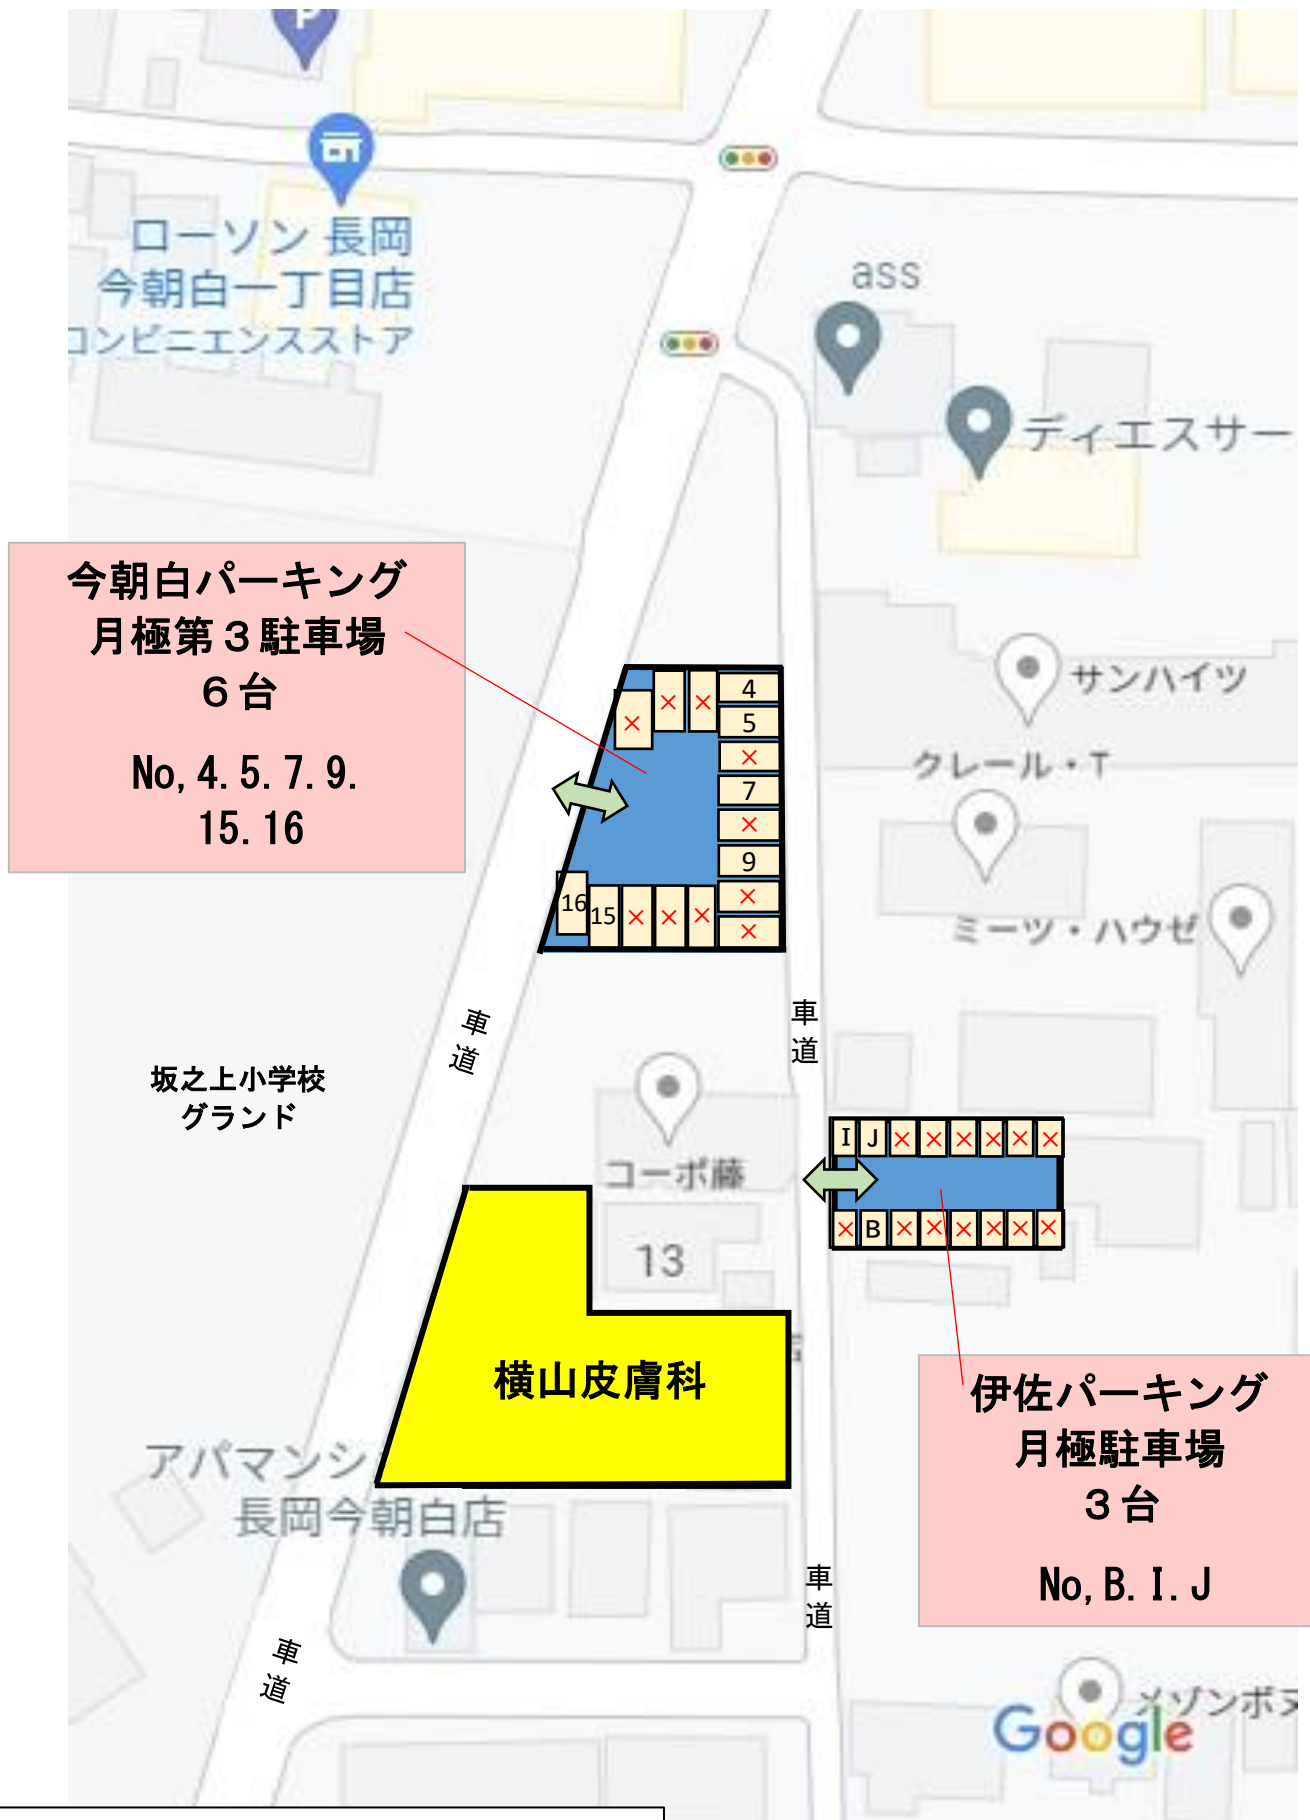 P
ローソン 長岡
今朝白一丁目店
コンビニエンスストア
ass
ディエスサー
今朝白パーキング
月極第３駐車場
６台
No,4.5.7.9.
15.16
サンハイツ
クレール・T
ミーツ・ハウゼ
× × × 4
5
×
7
×
9
×
×
16 15 × × ×
車道
車道
坂之上小学校
グランド
コーポ藤
13
I J × × × × × ×
× B × × × × × ×
横山皮膚科
伊佐パーキング
月極駐車場
３台
No,B.I.J
アパマンシ
長岡今朝白店
車道
車道
メゾンボヌ
Google